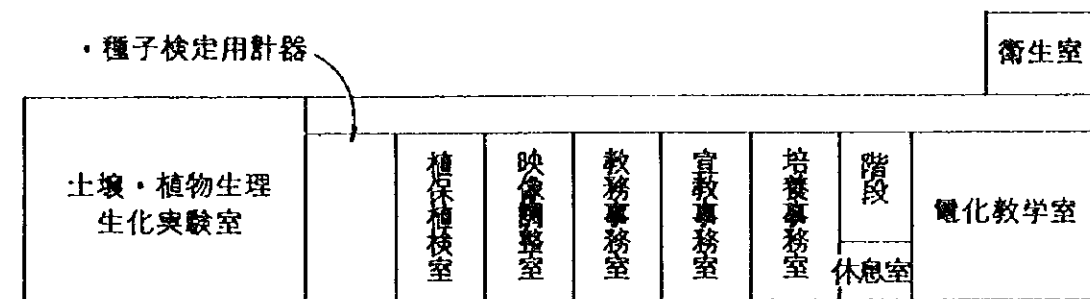 ・種子検定用計器
衛生室
土壌・植物生理
生化実験室
植保植検室
映像調整室
教務事務室
宣教事務室
培養事務室
階段
休息室
電化教学室